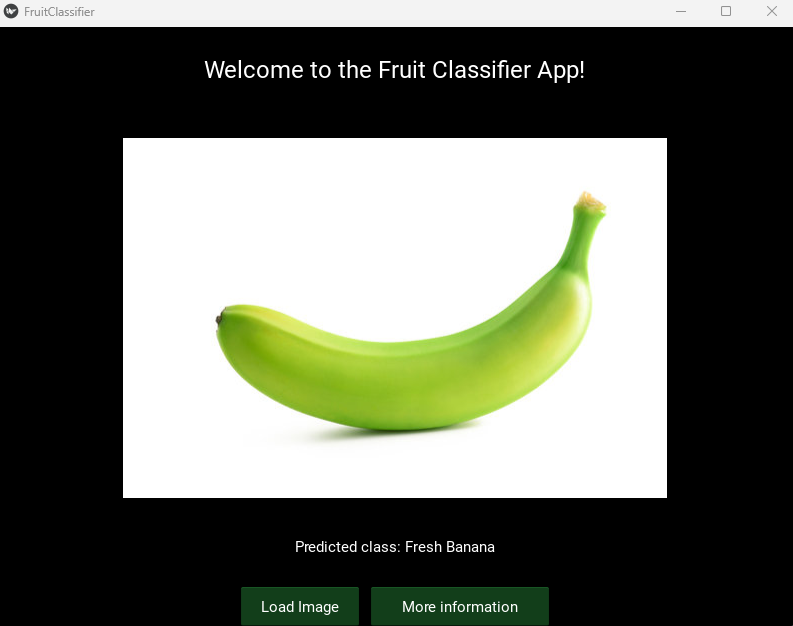 FruitClassifier
Welcome to the Fruit Classifier App!
Predicted class: Fresh Banana
Load Image
More information